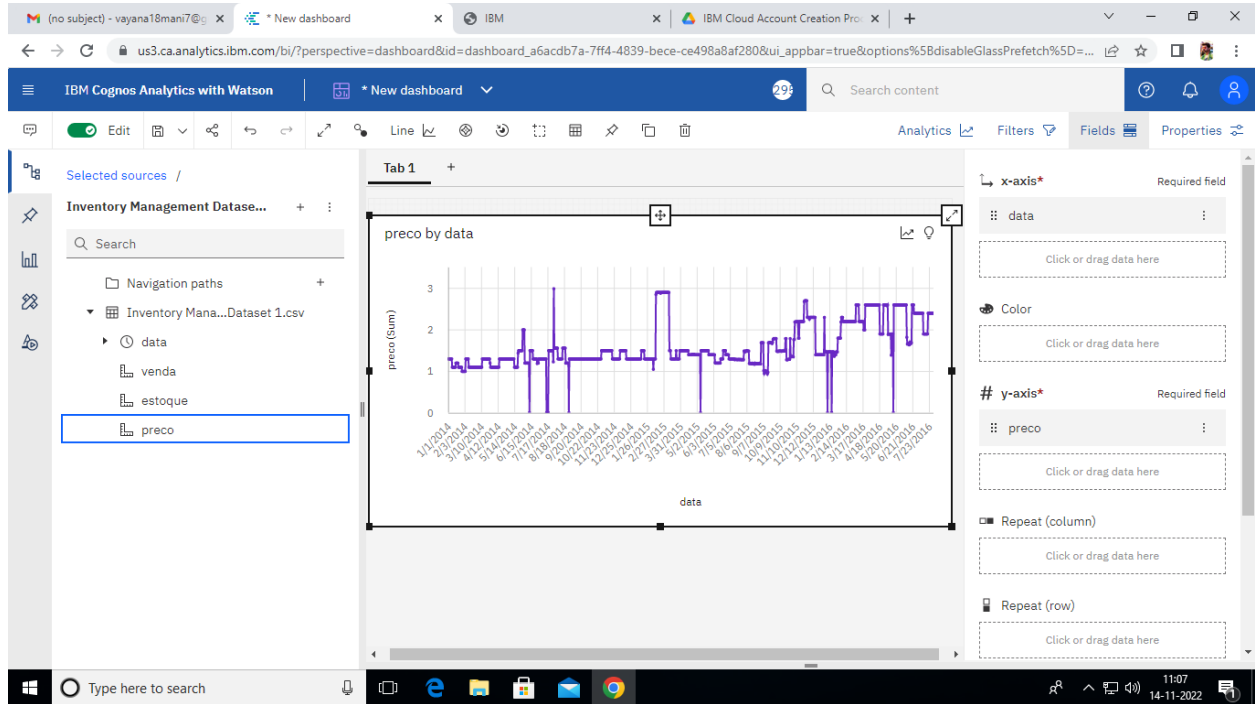 (no subject) - vayana18mani7@g
* New dashboard
IBM
IBM Cloud Account Creation Pro
us3.ca.analytics.ibm.com/bi/?perspective=dashboard&id=dashboard_a6acdb7a-7ff4-4839-bece-ce498a8af280&ui_appbar=true&options%5BdisableGlassPrefetch%5D=...
IBM Cognos Analytics with Watson
* New dashboard
Search content
Edit
Line
Analytics
Filters
Fields
Properties
Selected sources /
Inventory Management Datase...
Search
Navigation paths
Inventory Mana...Dataset 1.csv
data
venda
estoque
preco
Tab 1
preco by data
preco (Sum)
3
2
1
0
1/1/2014
2/3/2014
3/10/2014
4/12/2014
5/14/2014
6/15/2014
7/17/2014
8/18/2014
9/20/2014
10/22/2014
11/23/2014
12/25/2014
1/26/2015
2/27/2015
3/31/2015
5/2/2015
6/3/2015
7/5/2015
8/6/2015
9/7/2015
10/9/2015
11/10/2015
12/12/2015
1/13/2016
2/14/2016
3/17/2016
4/18/2016
5/20/2016
6/21/2016
7/23/2016
data
x-axis*
Required field
data
Click or drag data here
Color
Click or drag data here
# y-axis*
Required field
preco
Click or drag data here
Repeat (column)
Click or drag data here
Repeat (row)
Click or drag data here
Type here to search
11:07
14-11-2022
1